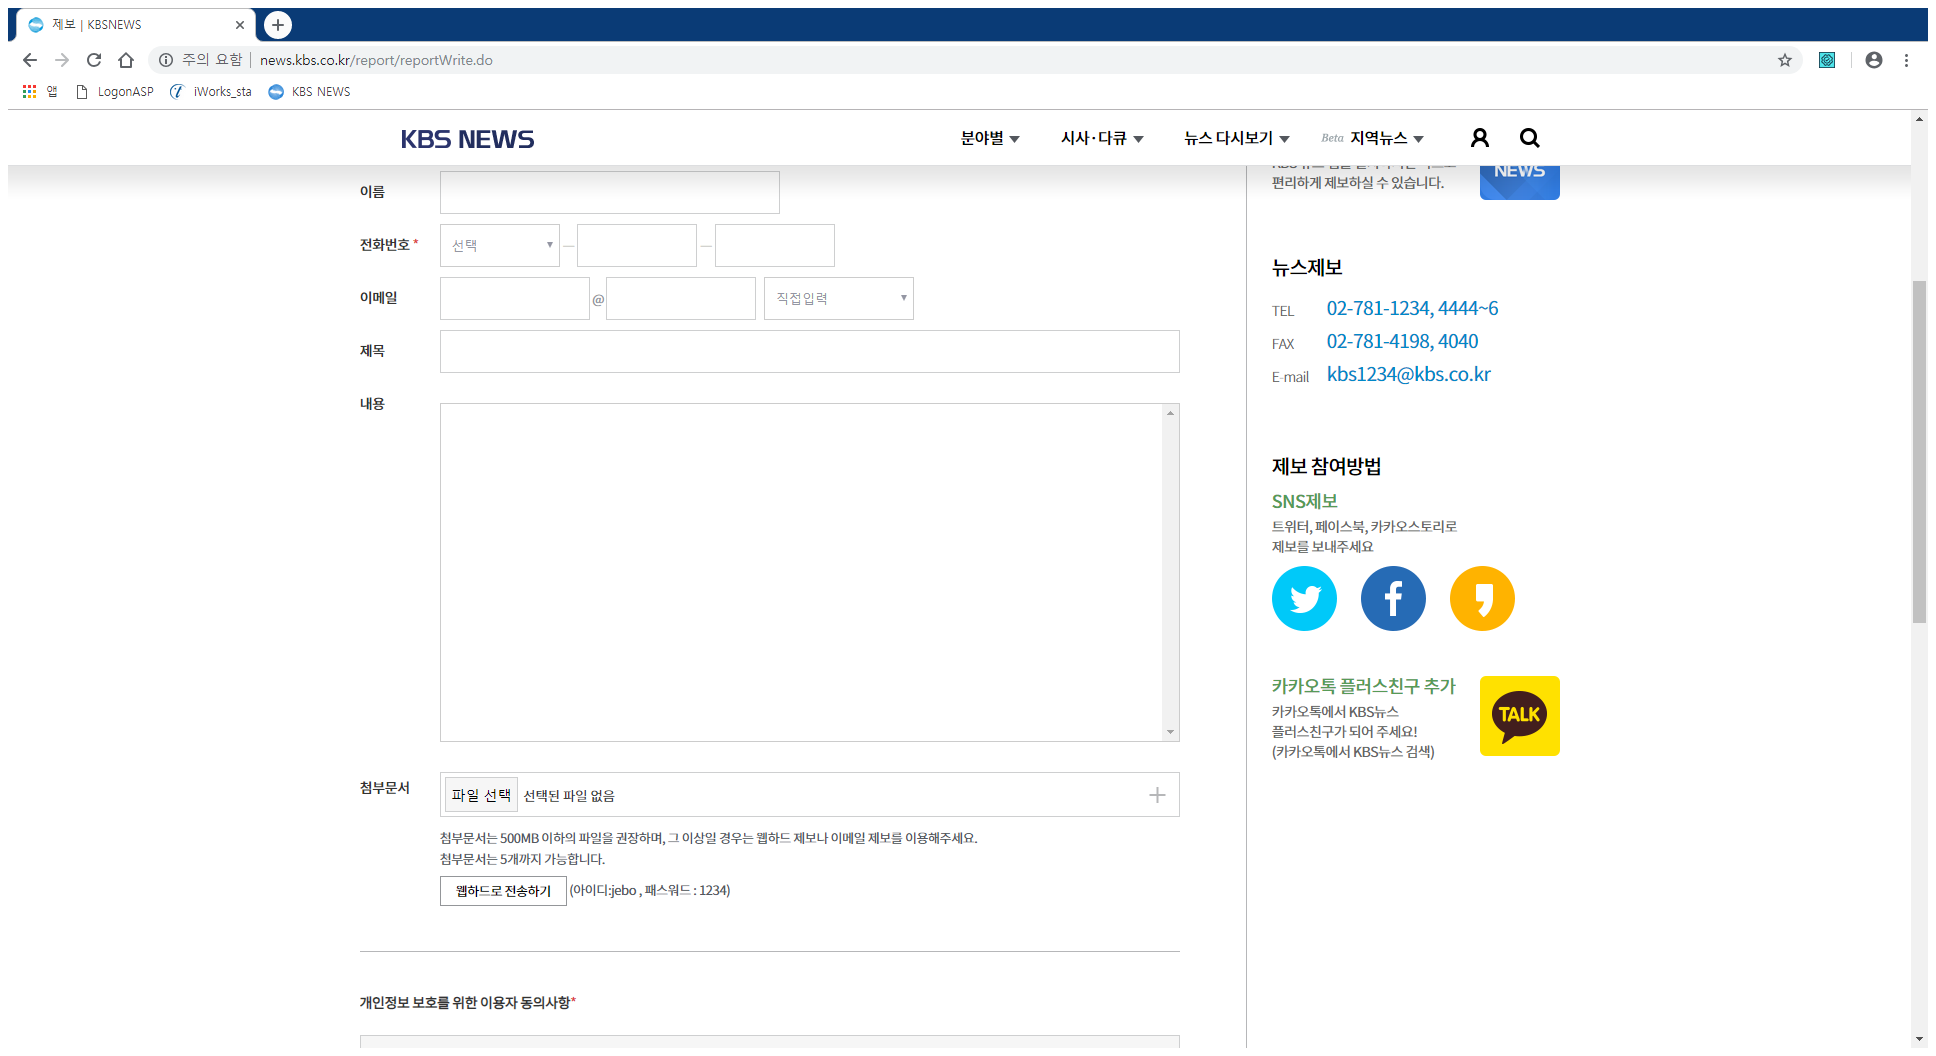 제보 | KBSNEWS
주의 요함 | news.kbs.co.kr/report/reportWrite.do
앱 LogonASP iWorks_sta KBS NEWS
KBS NEWS 분야별 시사·다큐 뉴스 다시보기 Beta 지역뉴스
편리하게 제보하실 수 있습니다.
NEWS
이름
전화번호 * 선택
이메일 @ 직접입력
제목
내용
첨부문서 파일 선택 선택된 파일 없음
첨부문서는 500MB 이하의 파일을 권장하며, 그 이상일 경우는 웹하드 제보나 이메일 제보를 이용해주세요.
첨부문서는 5개까지 가능합니다.
웹하드로 전송하기 (아이디:jebo , 패스워드 : 1234)
개인정보 보호를 위한 이용자 동의사항*
뉴스제보
TEL 02-781-1234, 4444~6
FAX 02-781-4198, 4040
E-mail kbs1234@kbs.co.kr
제보 참여방법
SNS제보
트위터, 페이스북, 카카오스토리로
제보를 보내주세요
카카오톡 플러스친구 추가
카카오톡에서 KBS뉴스
플러스친구가 되어 주세요!
(카카오톡에서 KBS뉴스 검색)
TALK